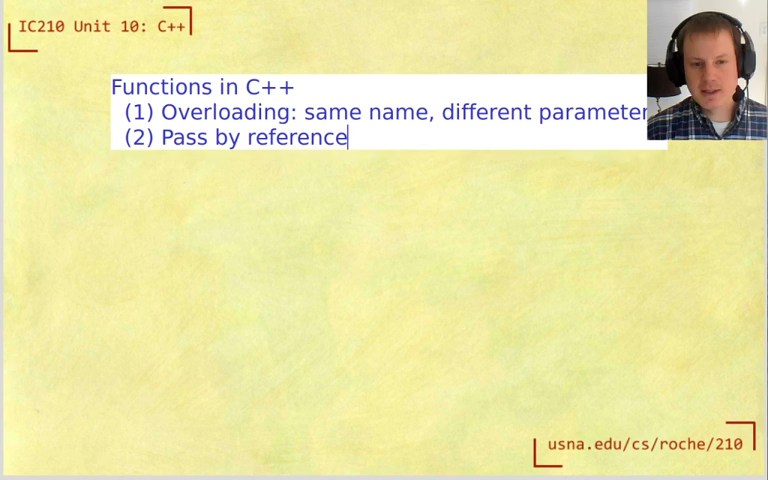 IC210 Unit 10: C++
Functions in C++
(1) Overloading: same name, different parameter
(2) Pass by reference
usna.edu/cs/roche/210